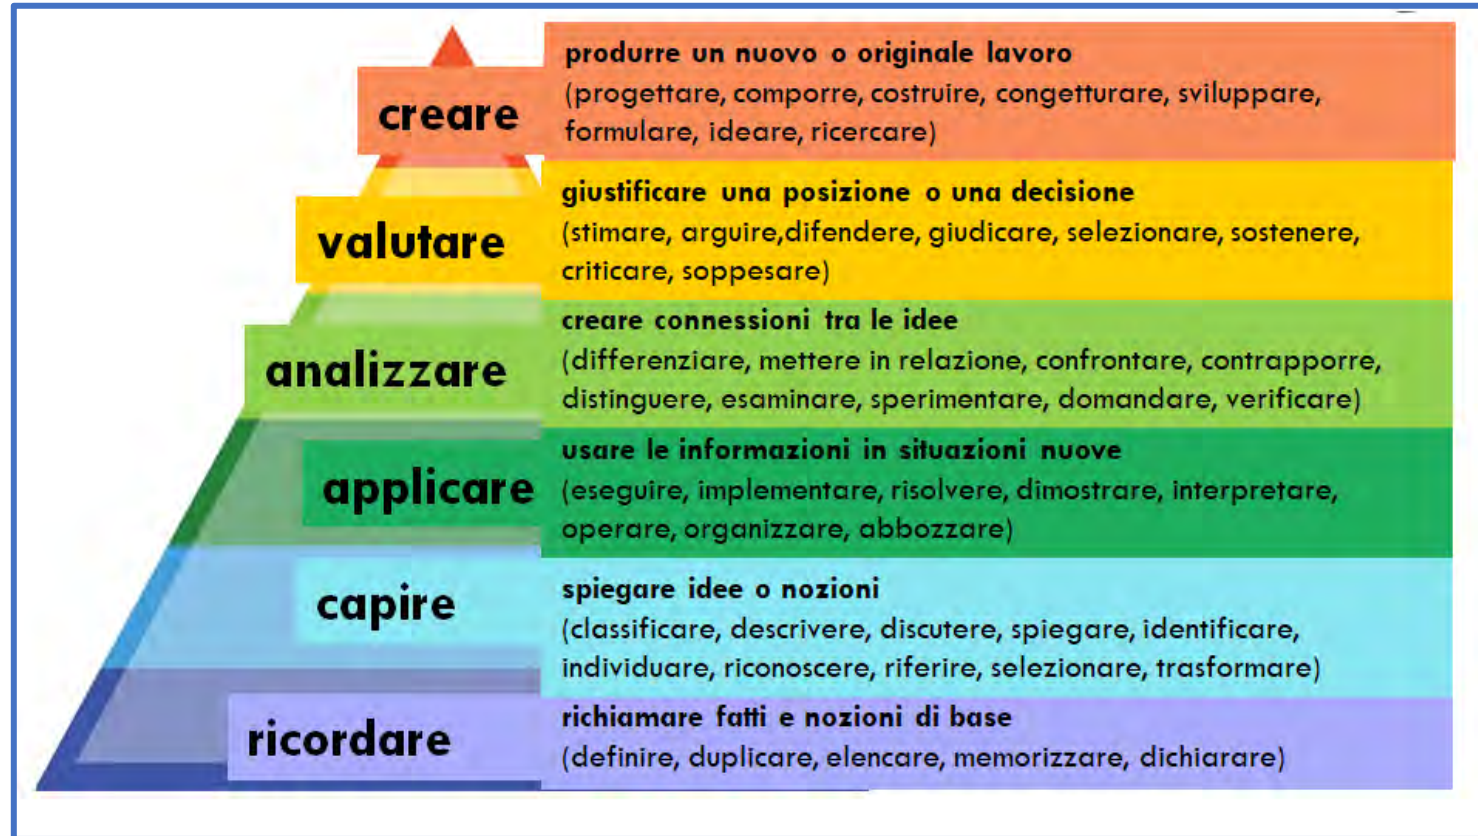 creare
produrre un nuovo o originale lavoro
(progettare, comporre, costruire, congetturare, sviluppare,
formulare, ideare, ricercare)
valutare
giustificare una posizione o una decisione
(stimare, arguire,difendere, giudicare, selezionare, sostenere,
criticare, soppesare)
analizzare
creare connessioni tra le idee
(differenziare, mettere in relazione, confrontare, contrapporre,
distinguere, esaminare, sperimentare, domandare, verificare)
applicare
usare le informazioni in situazioni nuove
(eseguire, implementare, risolvere, dimostrare, interpretare,
operare, organizzare, abbozzare)
capire
spiegare idee o nozioni
(classificare, descrivere, discutere, spiegare, identificare,
individuare, riconoscere, riferire, selezionare, trasformare)
ricordare
richiamare fatti e nozioni di base
(definire, duplicare, elencare, memorizzare, dichiarare)